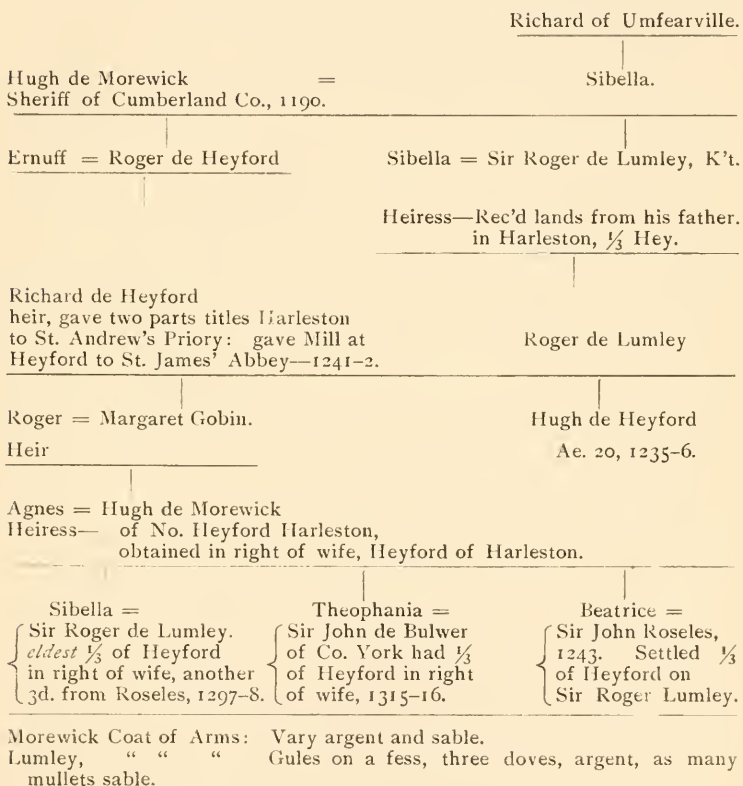 Richard of Umfearville.
Hugh de Morewick = Sibella.
Sheriff of Cumberland Co., 1190.
Ernuff = Roger de Heyford Sibella = Sir Roger de Lumley, K't.
Heiress—Rec'd lands from his father.
in Harleston, ⅓ Hey.
Richard de Heyford
heir, gave two parts titles Harleston
to St. Andrew's Priory: gave Mill at Roger de Lumley
Heyford to St. James' Abbey—1241-2.
Roger = Margaret Gobin. Hugh de Heyford
Heir Ae. 20, 1235-6.
Agnes = Hugh de Morewick
Heiress— of No. Heyford Harleston,
obtained in right of wife, Heyford of Harleston.
Sibella = Theophania = Beatrice =
Sir Roger de Lumley. Sir John de Bulwer Sir John Roseles,
eldest ⅓ of Heyford of Co. York had ⅓ 1243. Settled ⅓
in right of wife, another of Heyford in right of Heyford on
3d. from Roseles, 1297-8. of wife, 1315-16. Sir Roger Lumley.
Morewick Coat of Arms: Vary argent and sable.
Lumley, " " " Gules on a fess, three doves, argent, as many
mullets sable.